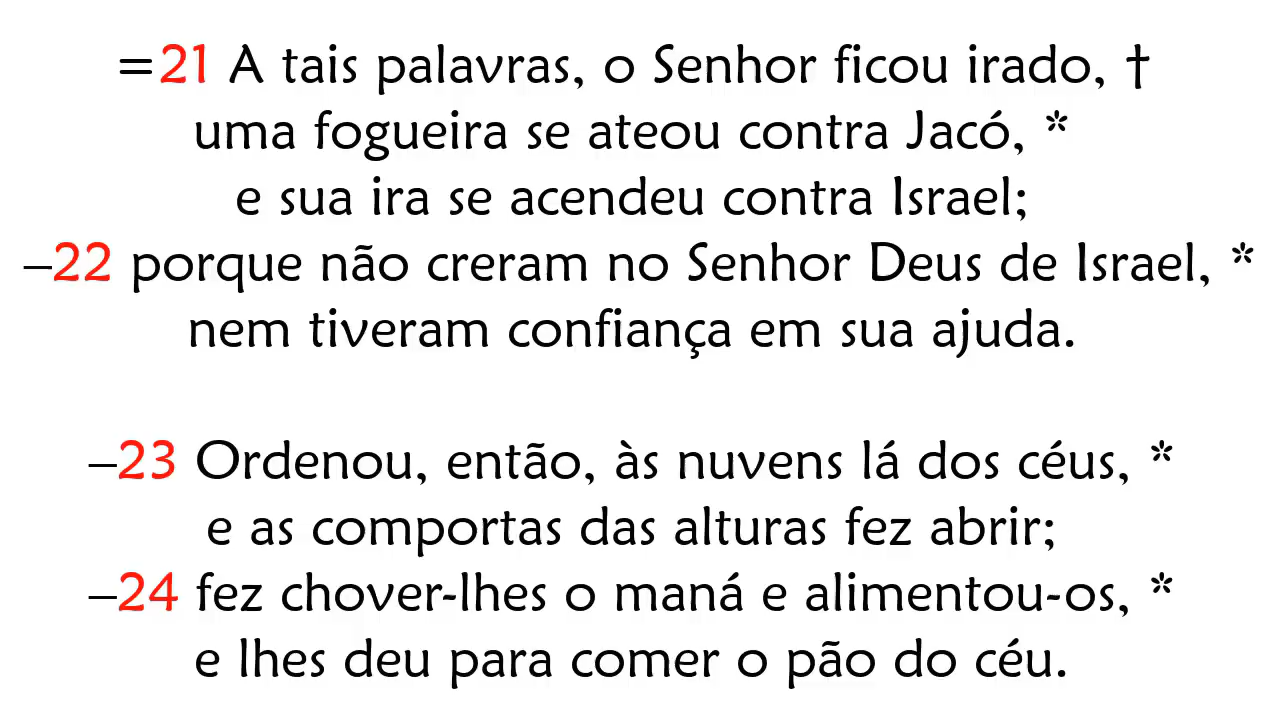 =21 A tais palavras, o Senhor ficou irado, †
uma fogueira se ateou contra Jacó, *
e sua ira se acendeu contra Israel;
–22 porque não creram no Senhor Deus de Israel, *
nem tiveram confiança em sua ajuda.
–23 Ordenou, então, às nuvens lá dos céus, *
e as comportas das alturas fez abrir;
–24 fez chover-lhes o maná e alimentou-os, *
e lhes deu para comer o pão do céu.